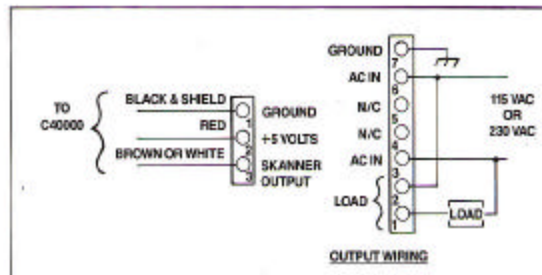 TO
C40000
BLACK & SHIELD
RED
BROWN OR WHITE
1
2
3
GROUND
+5 VOLTS
SKANNER
OUTPUT
GROUND
AC IN
N/C
N/C
AC IN
LOAD
7
6
5
4
3
2
1
LOAD
115 VAC
OR
230 VAC
OUTPUT WIRING